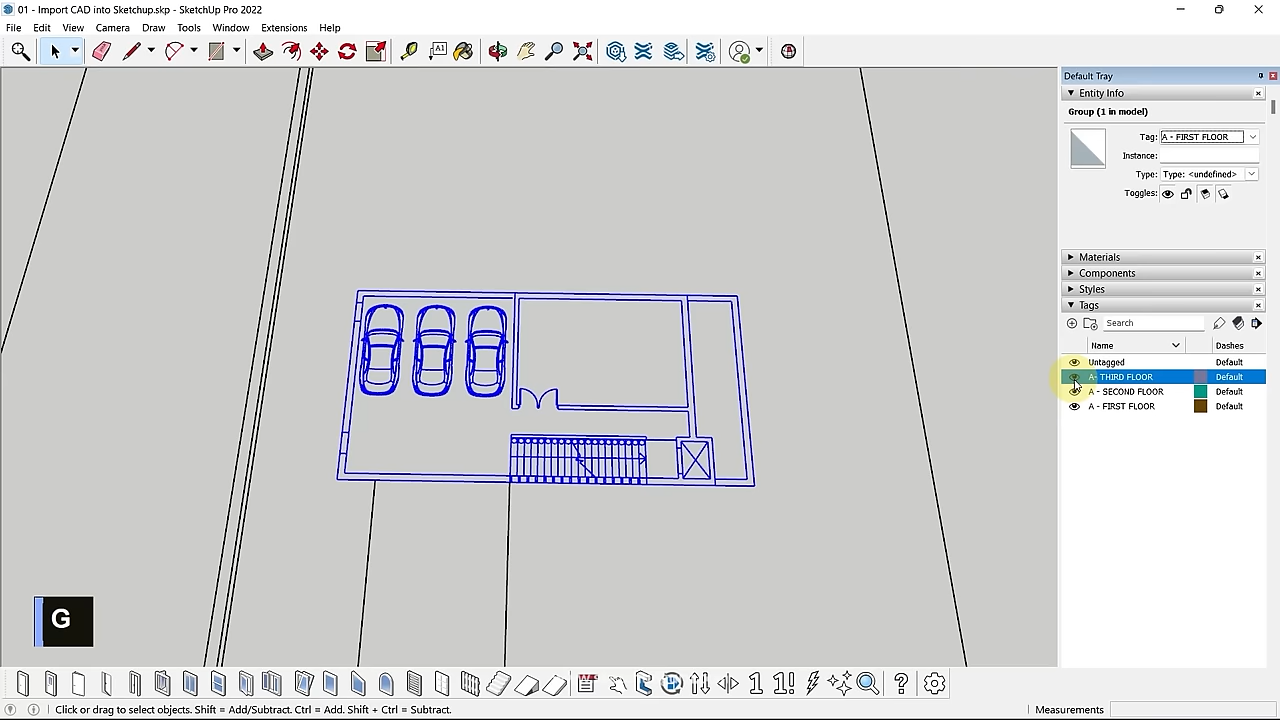 01 - Import CAD into Sketchup.skp - SketchUp Pro 2022
File Edit View Camera Draw Tools Window Extensions Help
A1
Default Tray
Entity Info
Group (1 in model)
Tag: A - FIRST FLOOR
Instance:
Type: Type: <undefined>
Toggles:
Materials
Components
Styles
Tags
Search
Name Dashes
Untagged Default
A- THIRD FLOOR Default
A - SECOND FLOOR Default
A - FIRST FLOOR Default
G
1 1! ?
Click or drag to select objects. Shift = Add/Subtract. Ctrl = Add. Shift + Ctrl = Subtract.
Measurements